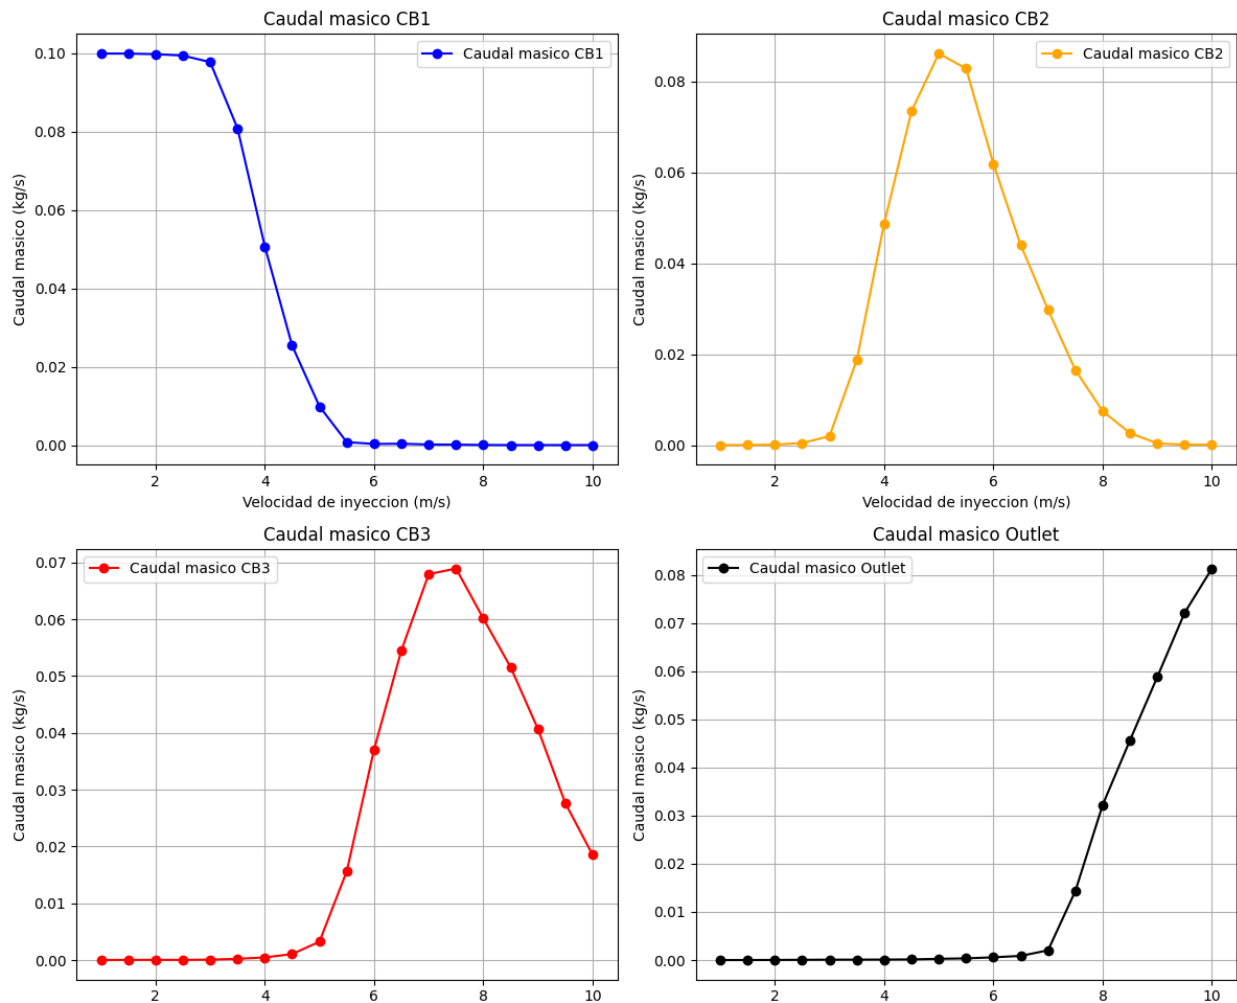 Caudal masico CB1
Caudal masico CB1
Caudal masico (kg/s)
0.10
0.08
0.06
0.04
0.02
0.00
2 4 6 8 10
Velocidad de inyeccion (m/s)
Caudal masico CB2
Caudal masico CB2
Caudal masico (kg/s)
0.08
0.06
0.04
0.02
0.00
2 4 6 8 10
Velocidad de inyeccion (m/s)
Caudal masico CB3
Caudal masico CB3
Caudal masico (kg/s)
0.07
0.06
0.05
0.04
0.03
0.02
0.01
0.00
2 4 6 8 10
Caudal masico Outlet
Caudal masico Outlet
Caudal masico (kg/s)
0.08
0.07
0.06
0.05
0.04
0.03
0.02
0.01
0.00
2 4 6 8 10